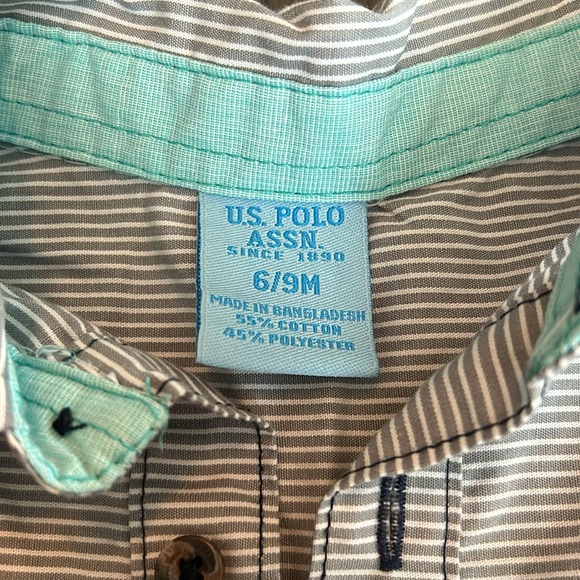 U.S. POLO
ASSN.
SINCE 1890
6/9M
MADE IN BANGLADESH
55% COTTON
45% POLYESTER